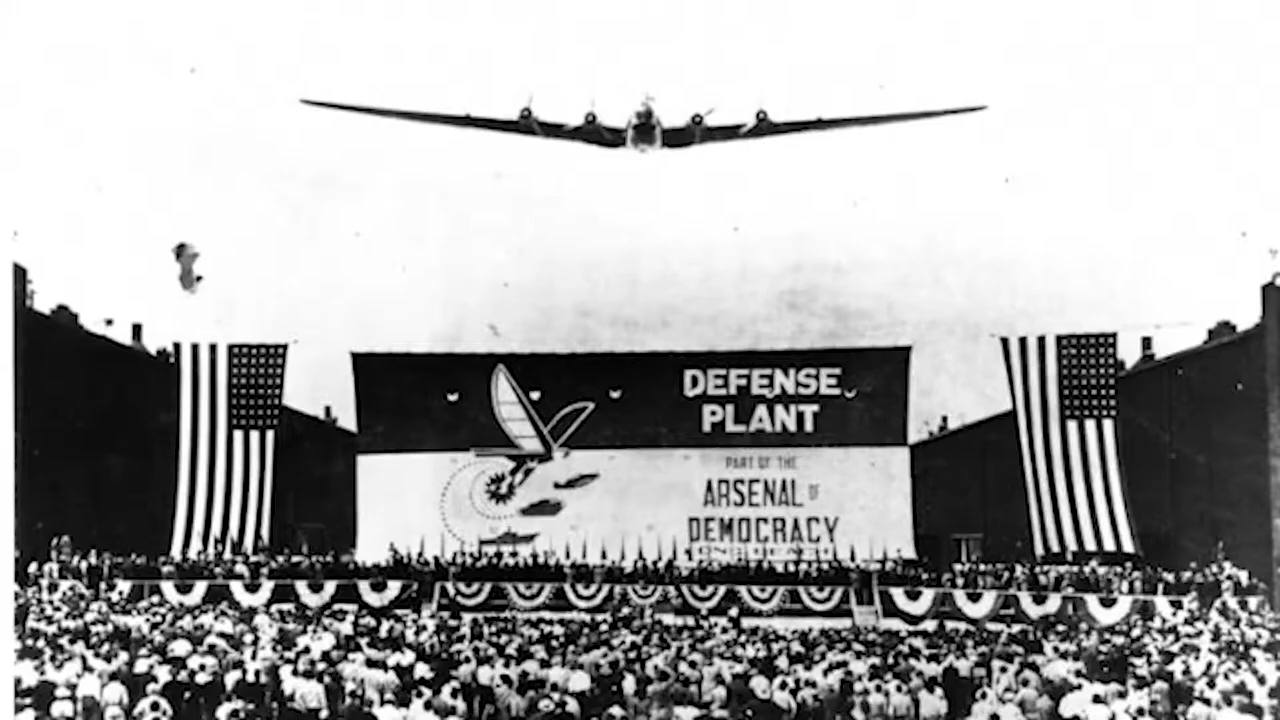 DEFENSE
PLANT
PART OF THE
ARSENAL OF
DEMOCRACY